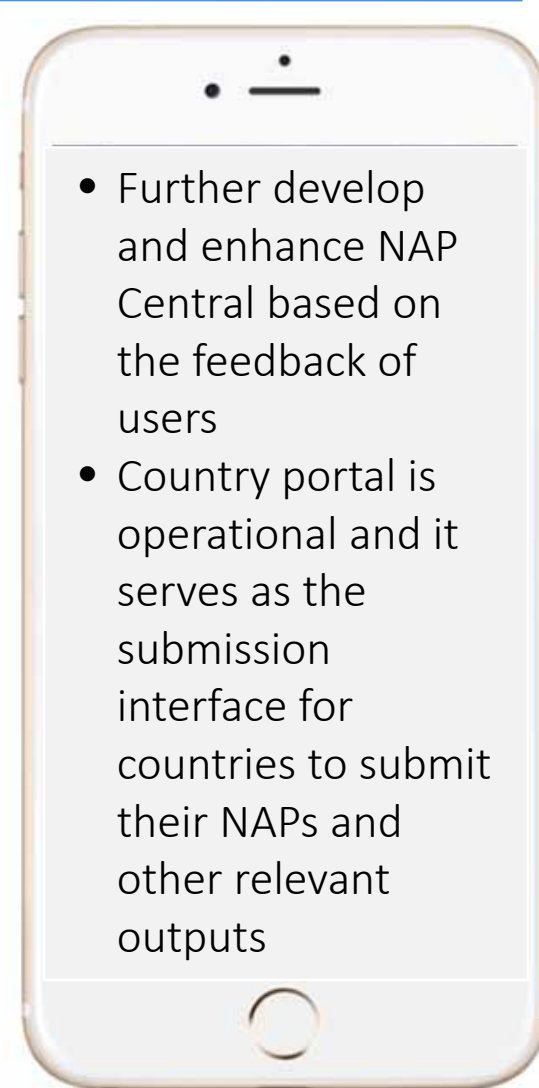 • Further develop
and enhance NAP
Central based on
the feedback of
users
• Country portal is
operational and it
serves as the
submission
interface for
countries to submit
their NAPs and
other relevant
outputs